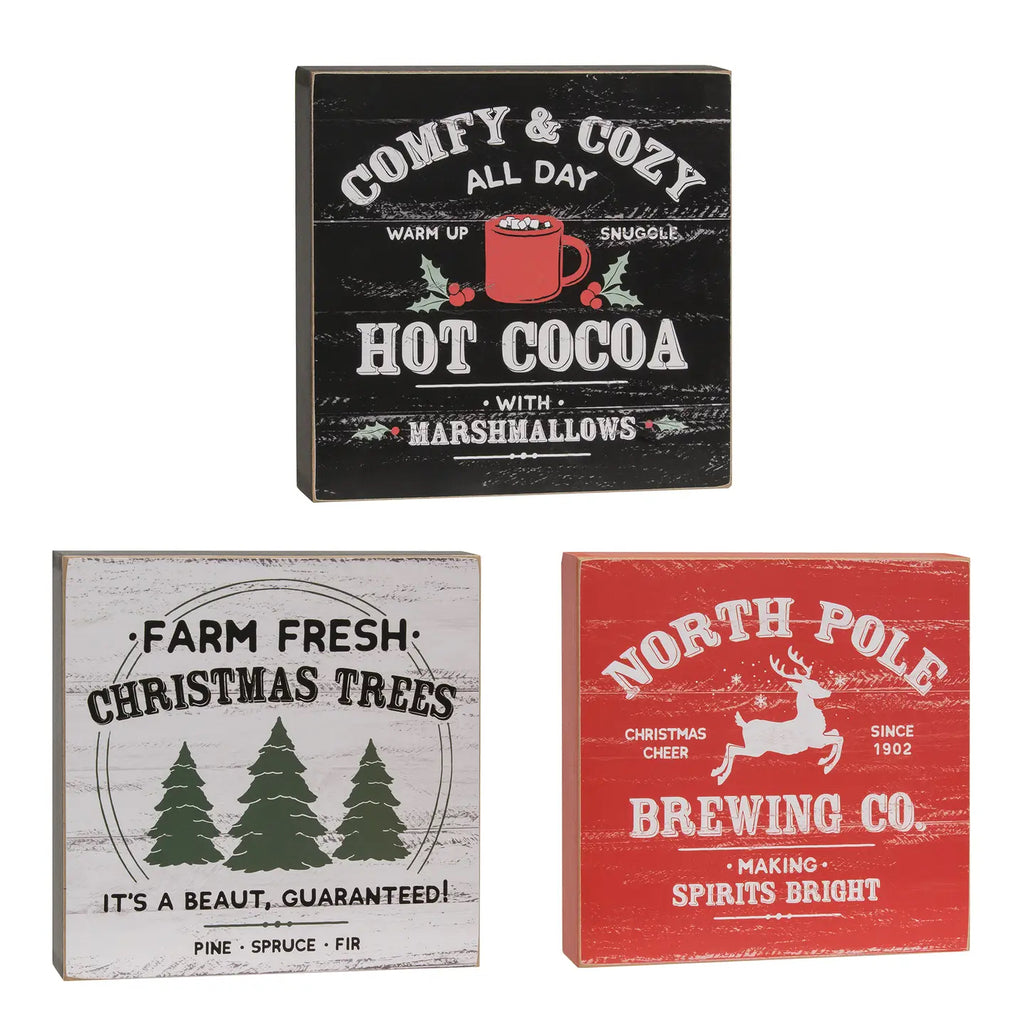 COMFY & COZY
ALL DAY
WARM UP SNUGGLE
HOT COCOA
• WITH •
MARSHMALLOWS
• FARM FRESH •
CHRISTMAS TREES
IT'S A BEAUT, GUARANTEED!
PINE • SPRUCE • FIR
NORTH POLE
CHRISTMAS CHEER
SINCE 1902
BREWING CO.
• MAKING •
SPIRITS BRIGHT